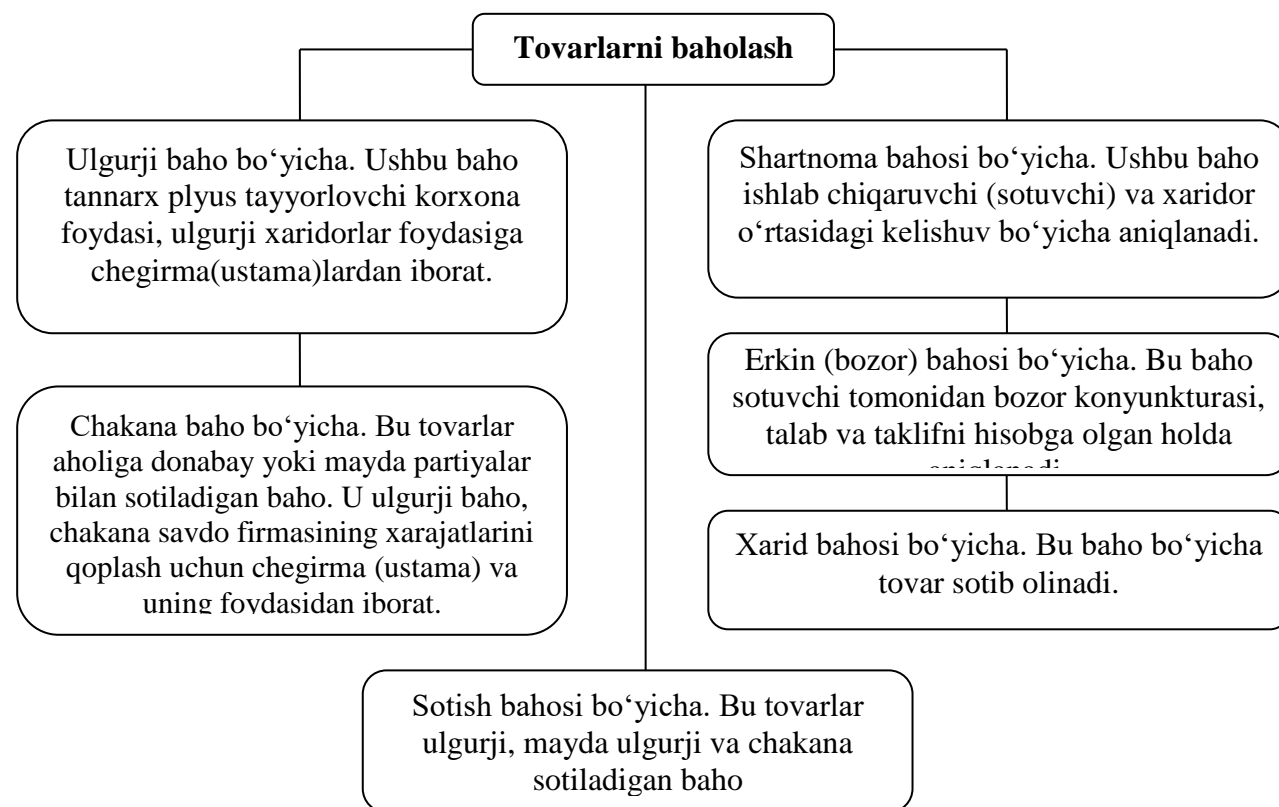 Tovarlarni baholash
Ulgurji baho bo‘yicha. Ushbu baho
tannarx plyus tayyorlovchi korxona
foydasi, ulgurji xaridorlar foydasiga
chegirma(ustama)lardan iborat.
Chakana baho bo‘yicha. Bu tovarlar
aholiga donabay yoki mayda partiyalar
bilan sotiladigan baho. U ulgurji baho,
chakana savdo firmasining xarajatlarini
qoplash uchun chegirma (ustama) va
uning foydasidan iborat.
Shartnoma bahosi bo‘yicha. Ushbu baho
ishlab chiqaruvchi (sotuvchi) va xaridor
o‘rtasidagi kelishuv bo‘yicha aniqlanadi.
Erkin (bozor) bahosi bo‘yicha. Bu baho
sotuvchi tomonidan bozor konyunkturasi,
talab va taklifni hisobga olgan holda
aniqlanadi.
Xarid bahosi bo‘yicha. Bu baho bo‘yicha
tovar sotib olinadi.
Sotish bahosi bo‘yicha. Bu tovarlar
ulgurji, mayda ulgurji va chakana
sotiladigan baho